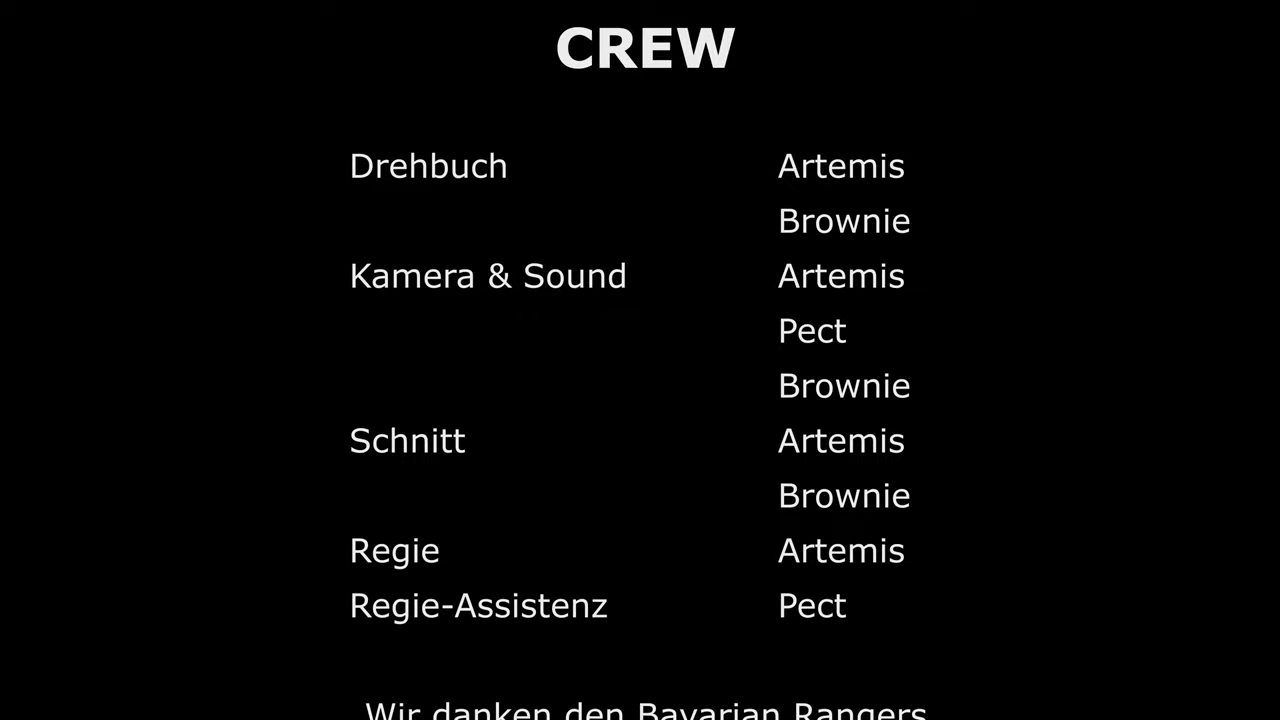 CREW
Drehbuch Artemis
Brownie
Kamera & Sound Artemis
Pect
Brownie
Schnitt Artemis
Brownie
Regie Artemis
Regie-Assistenz Pect
Wir danken den Bavarian Rangers